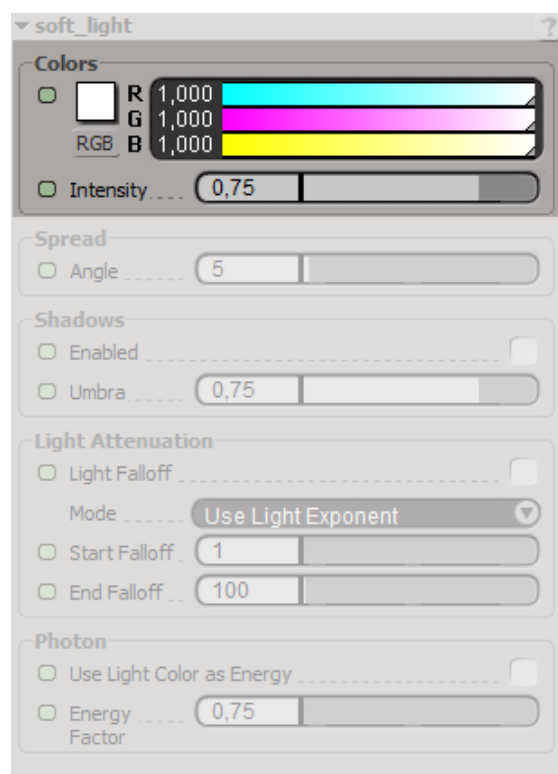 soft_light ?
Colors
R 1,000
G 1,000
RGB B 1,000
Intensity 0,75
Spread
Angle 5
Shadows
Enabled
Umbra 0,75
Light Attenuation
Light Falloff
Mode Use Light Exponent
Start Falloff 1
End Falloff 100
Photon
Use Light Color as Energy
Energy 0,75
Factor